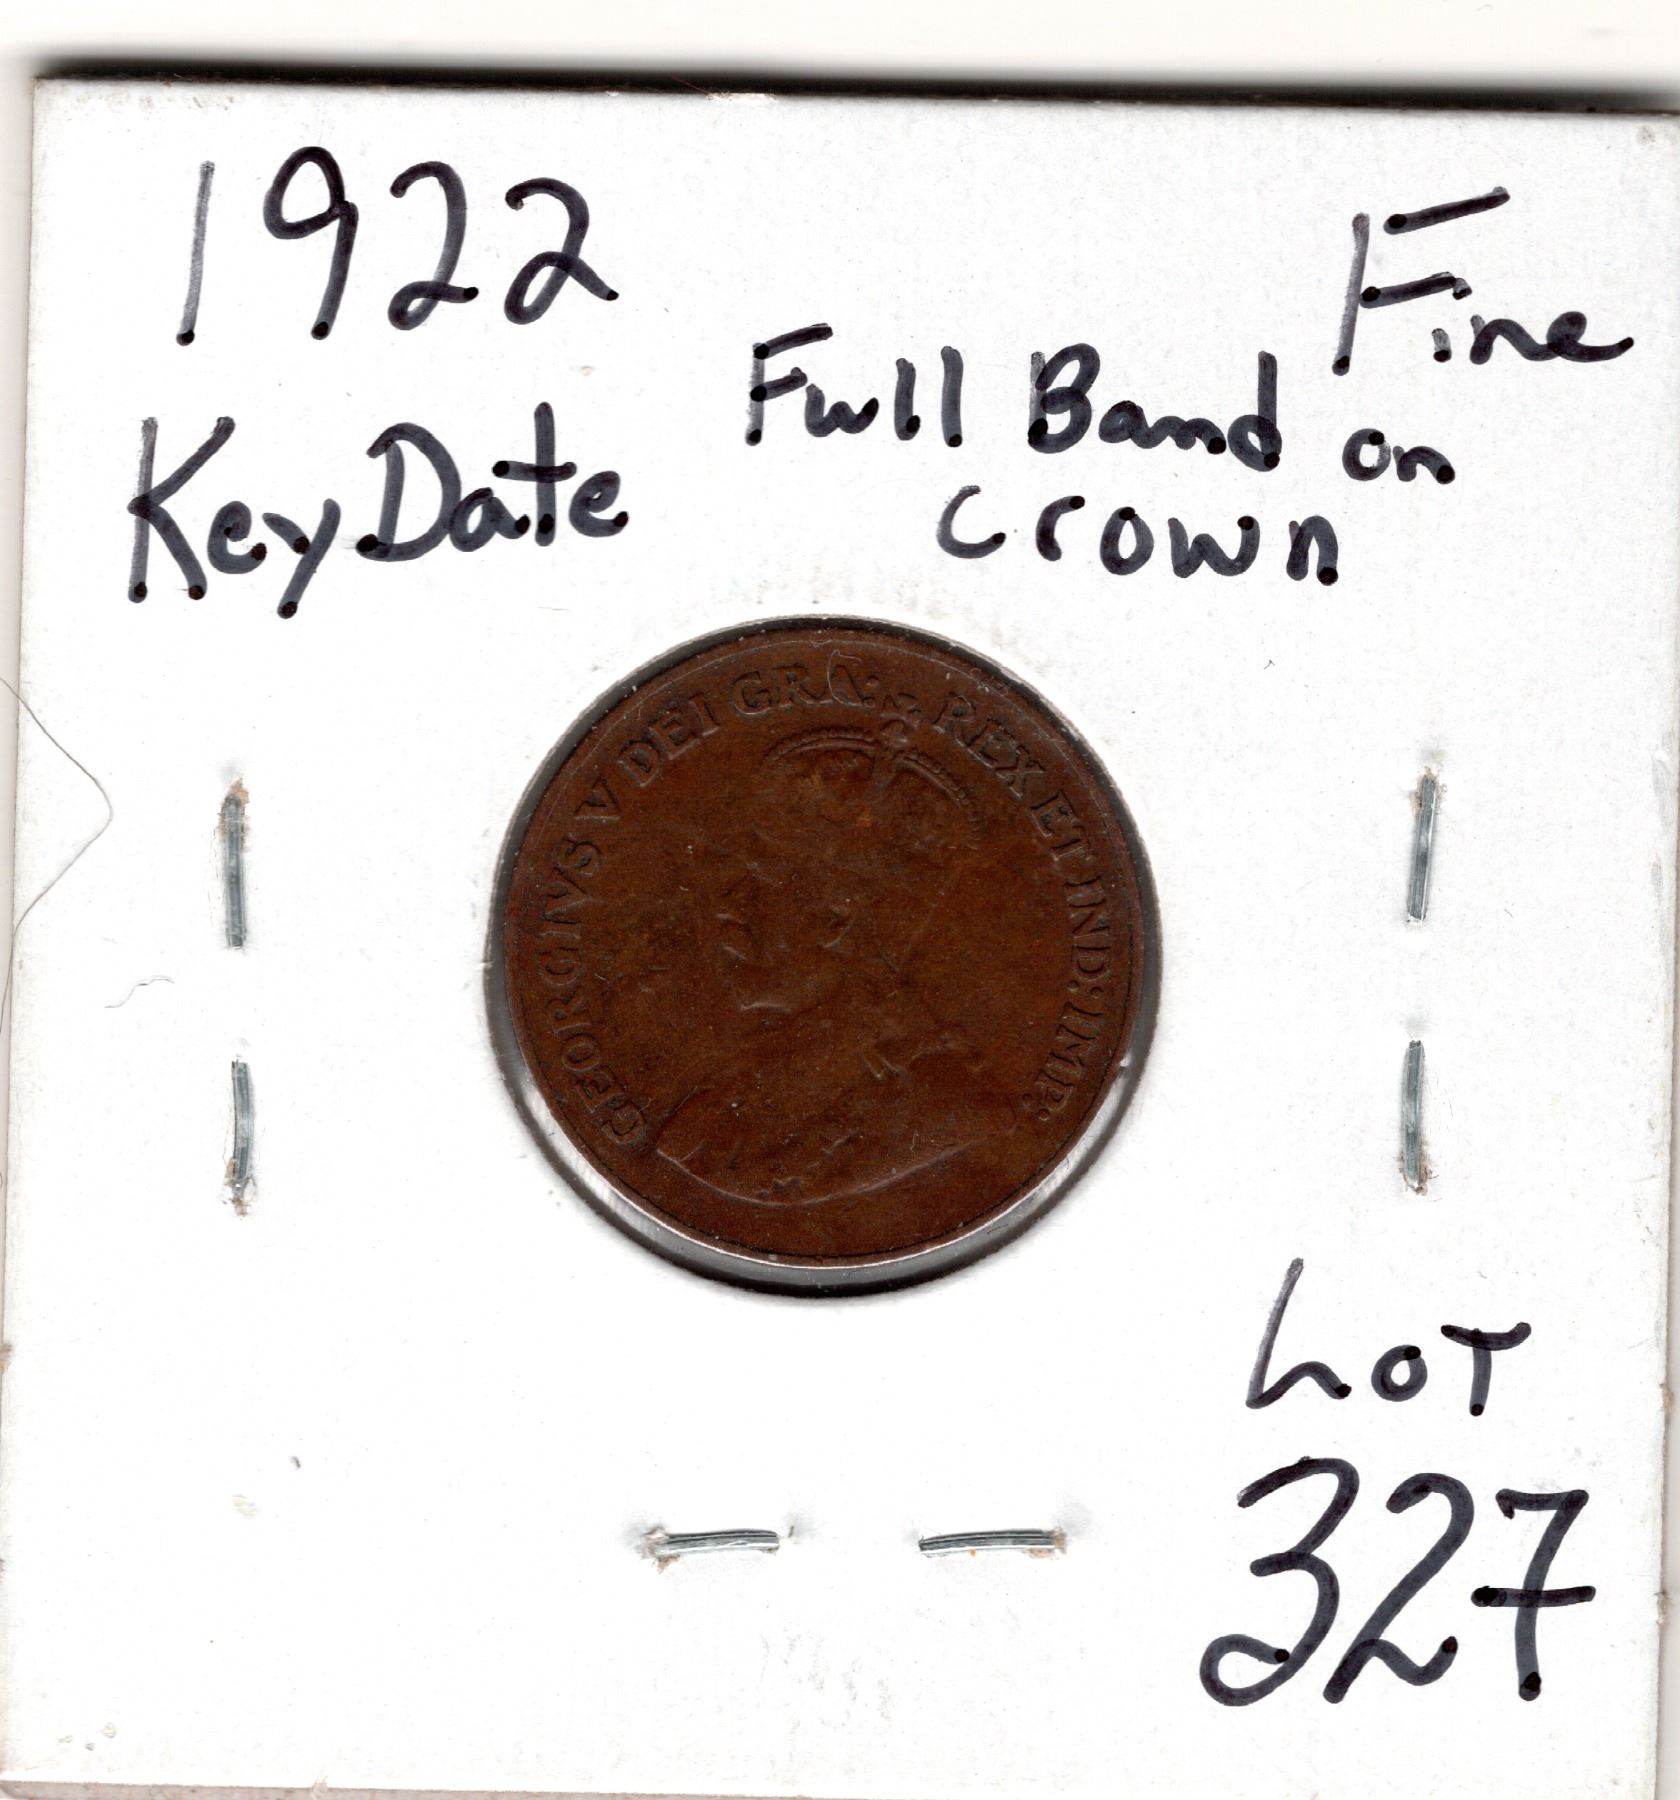 1922
Fine
Key Date
Full Band on
Crown
GEORGIVS V DEI GRA: REX ET IND: IMP:
Lot
327